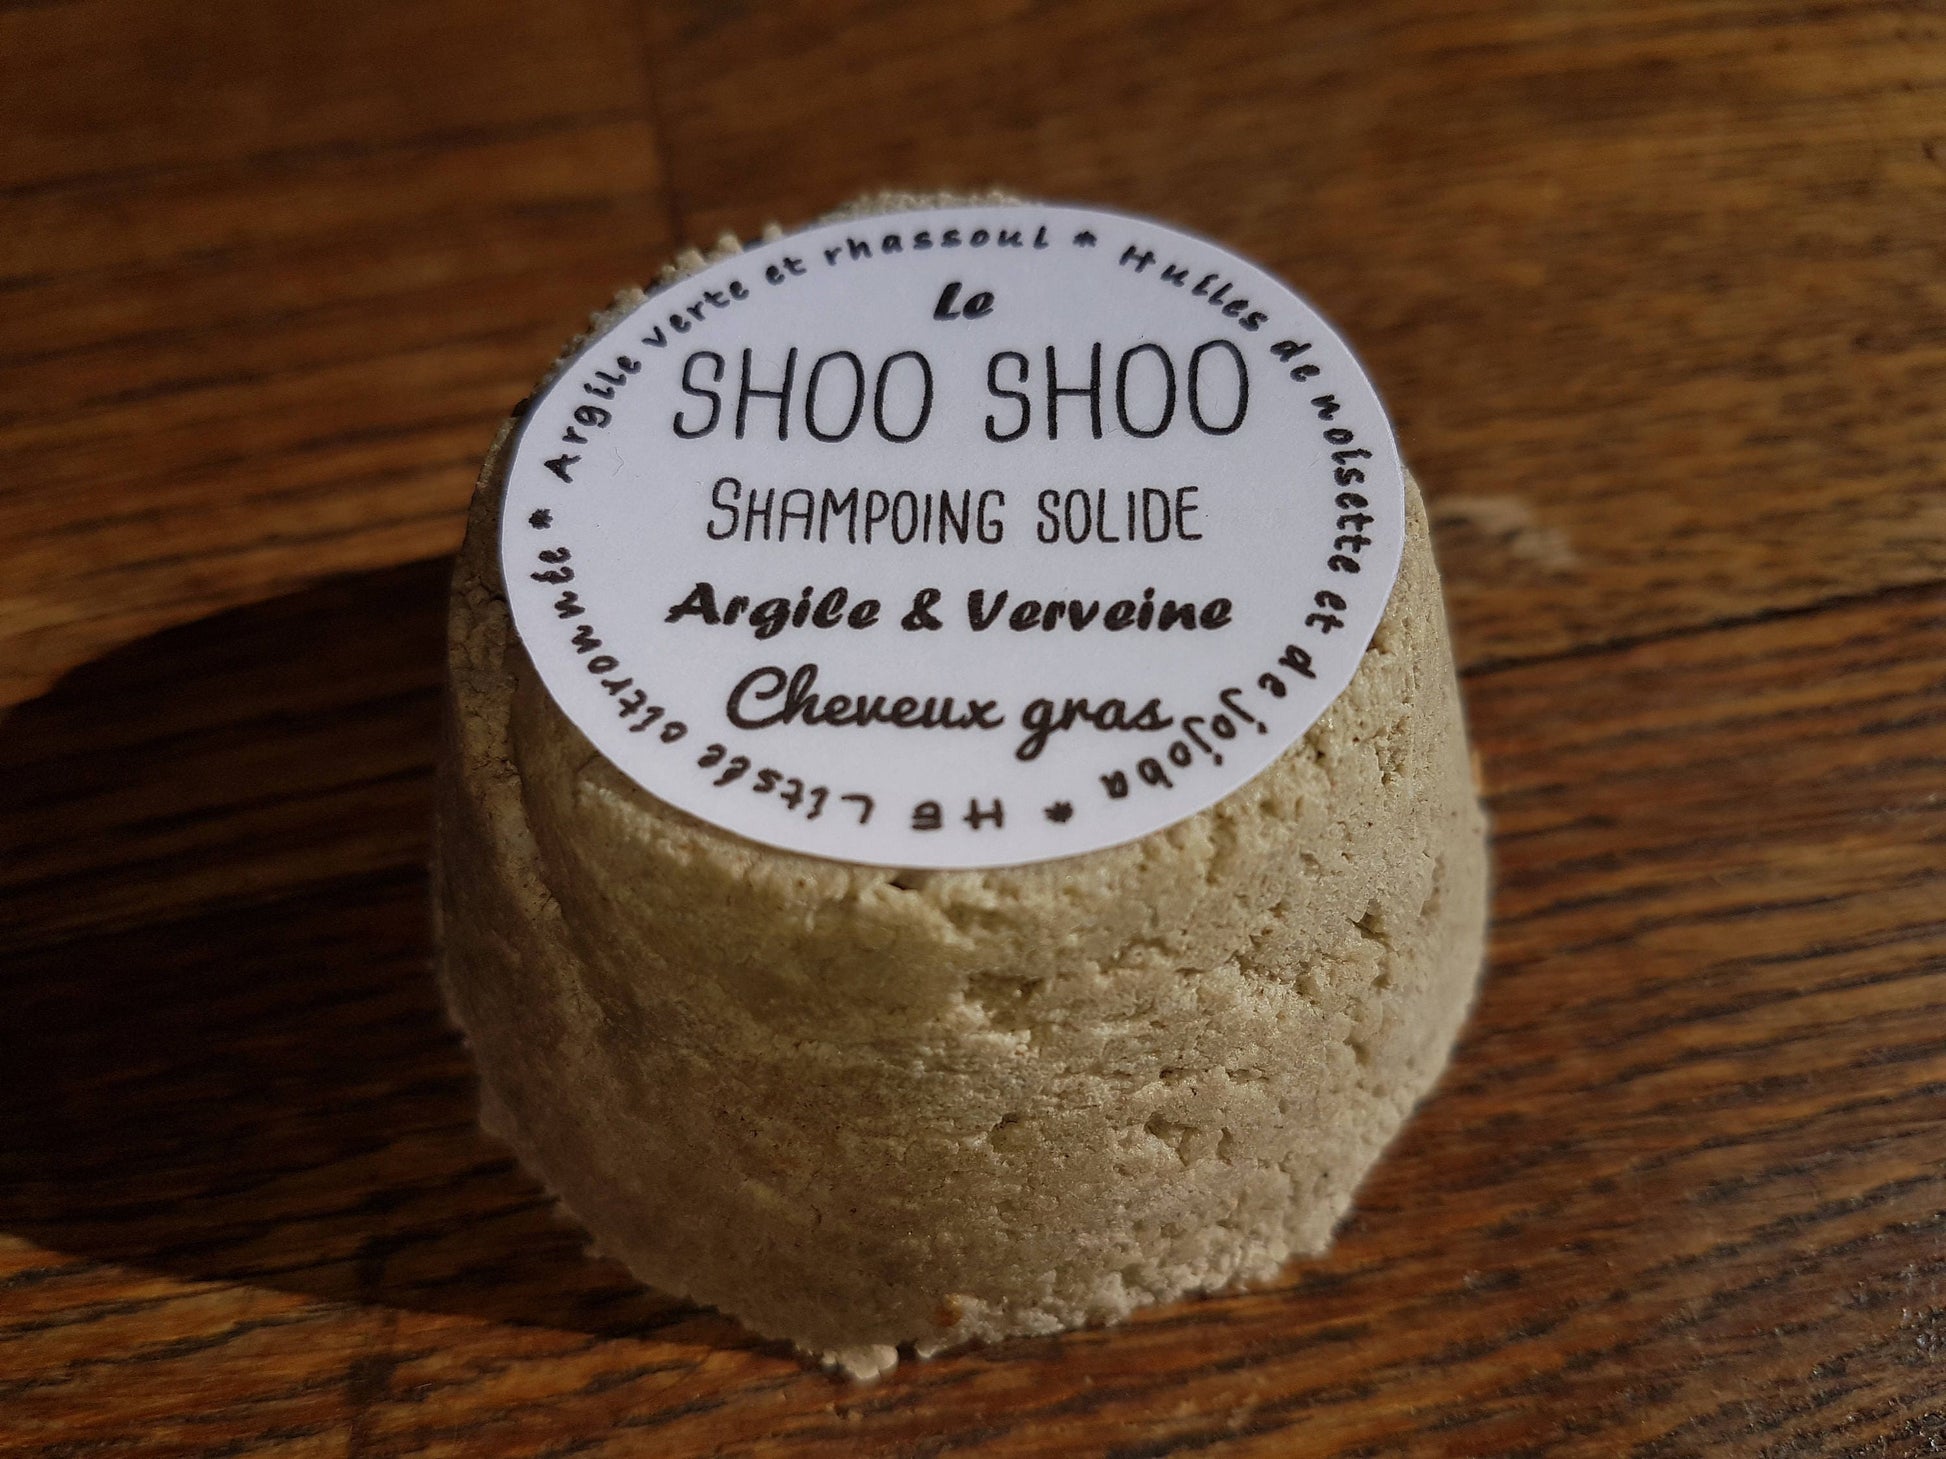 Le
SHOO SHOO
SHAMPOING SOLIDE
Argile & Verveine
Cheveux gras
* Argile verte et rhassoul * Huiles de noisette et de jojoba * HE Litsée citronnée